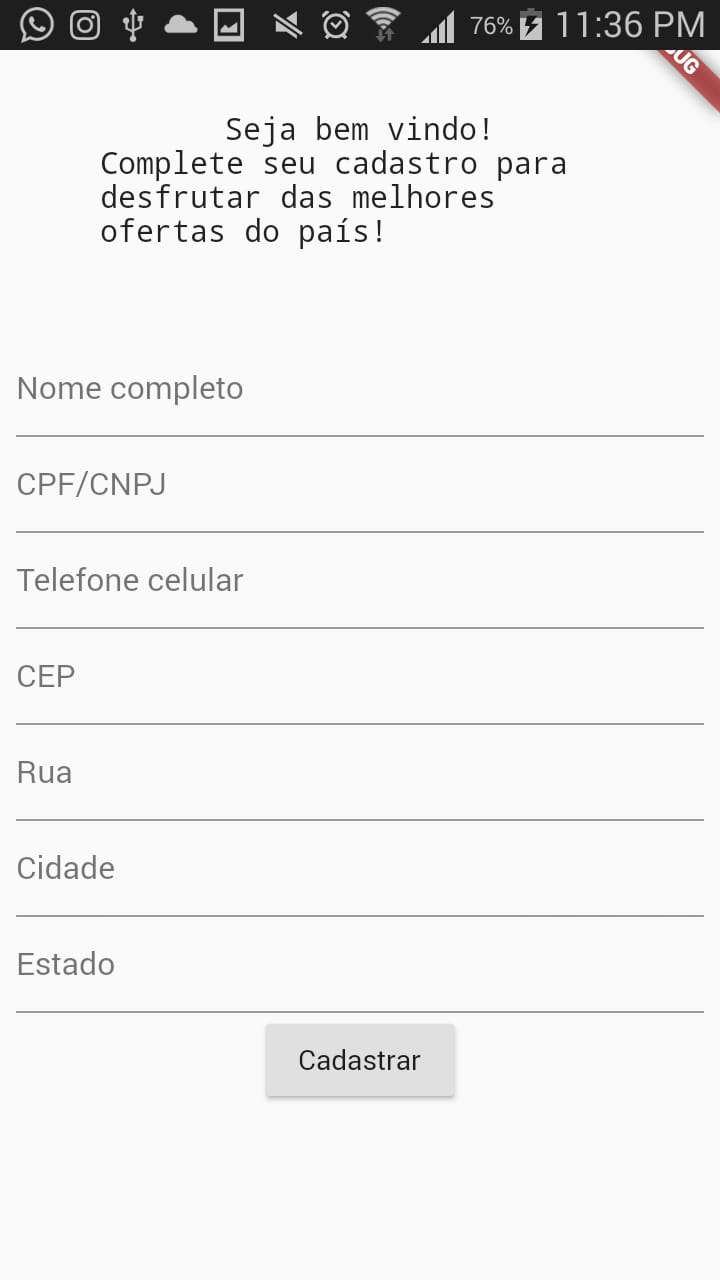 76% 11:36 PM
Seja bem vindo!
Complete seu cadastro para
desfrutar das melhores
ofertas do país!
Nome completo
CPF/CNPJ
Telefone celular
CEP
Rua
Cidade
Estado
Cadastrar